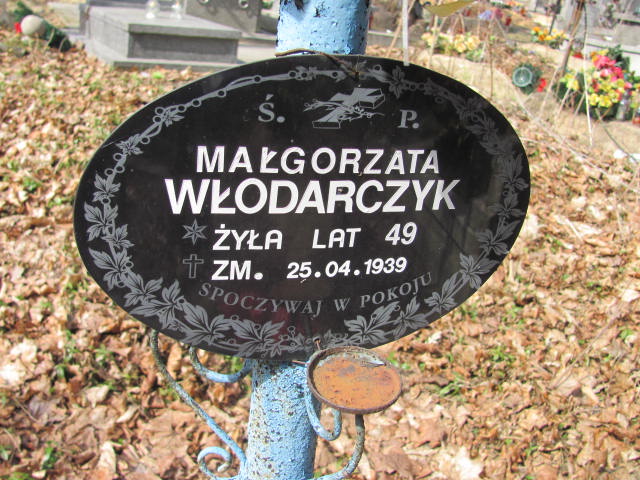 Ś. P.
MAŁGORZATA
WŁODARCZYK
ŻYŁA LAT 49
ZM. 25.04.1939
SPOCZYWAJ W POKOJU